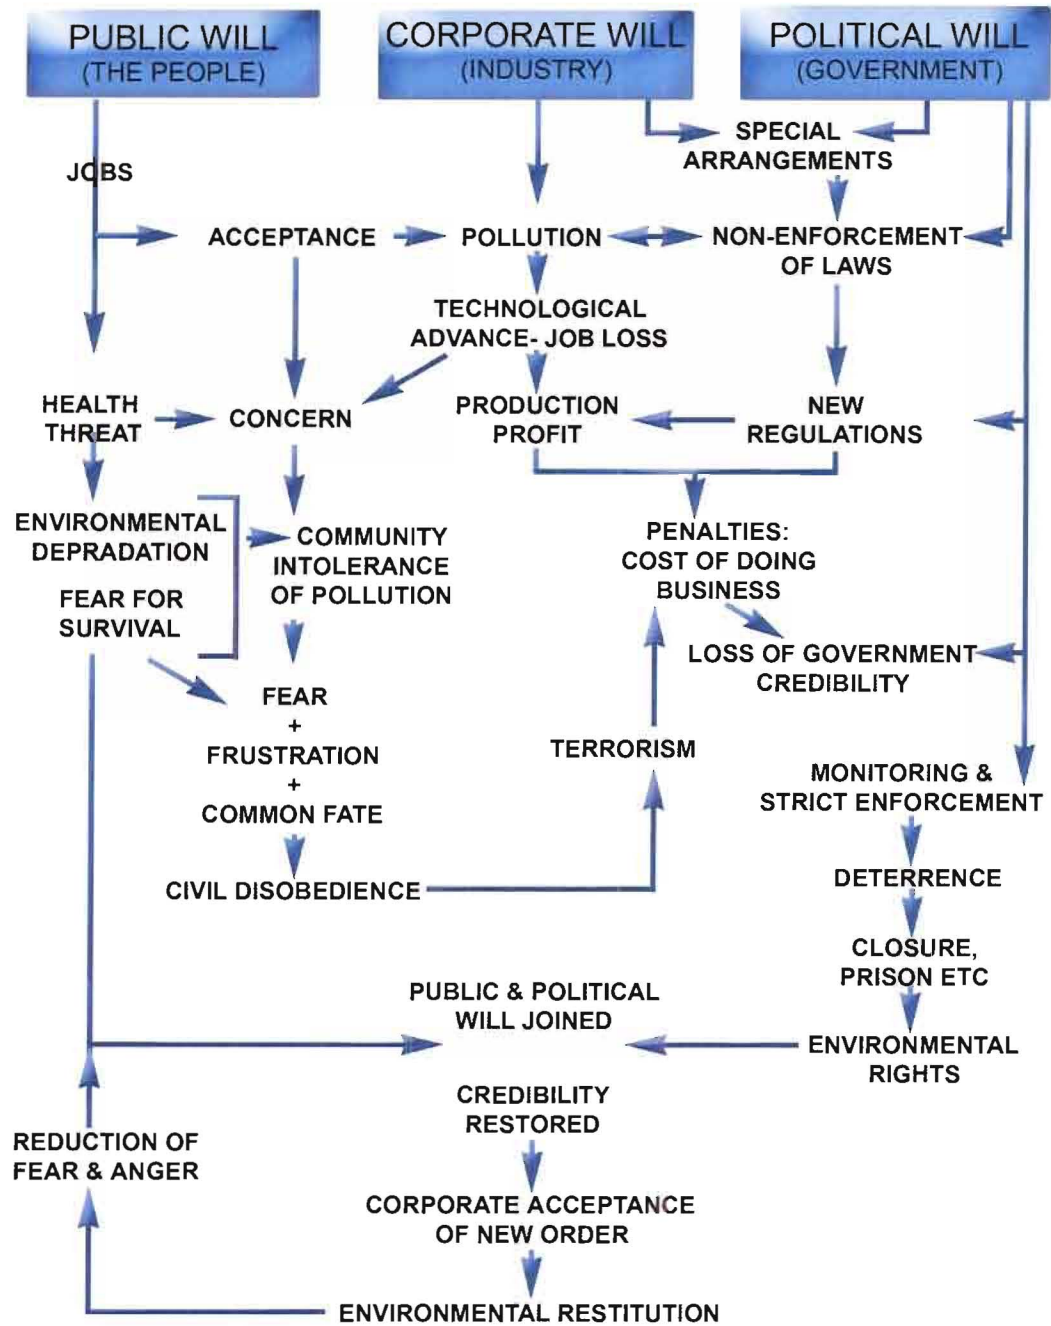 PUBLIC WILL
(THE PEOPLE)
CORPORATE WILL
(INDUSTRY)
POLITICAL WILL
(GOVERNMENT)
SPECIAL
ARRANGEMENTS
JOBS
ACCEPTANCE
POLLUTION
NON-ENFORCEMENT
OF LAWS
TECHNOLOGICAL
ADVANCE- JOB LOSS
HEALTH
THREAT
CONCERN
PRODUCTION
PROFIT
NEW
REGULATIONS
ENVIRONMENTAL
DEPRADATION
FEAR FOR
SURVIVAL
COMMUNITY
INTOLERANCE
OF POLLUTION
PENALTIES:
COST OF DOING
BUSINESS
LOSS OF GOVERNMENT
CREDIBILITY
FEAR
+
FRUSTRATION
+
COMMON FATE
TERRORISM
MONITORING &
STRICT ENFORCEMENT
CIVIL DISOBEDIENCE
DETERRENCE
CLOSURE,
PRISON ETC
PUBLIC & POLITICAL
WILL JOINED
ENVIRONMENTAL
RIGHTS
CREDIBILITY
RESTORED
REDUCTION OF
FEAR & ANGER
CORPORATE ACCEPTANCE
OF NEW ORDER
ENVIRONMENTAL RESTITUTION